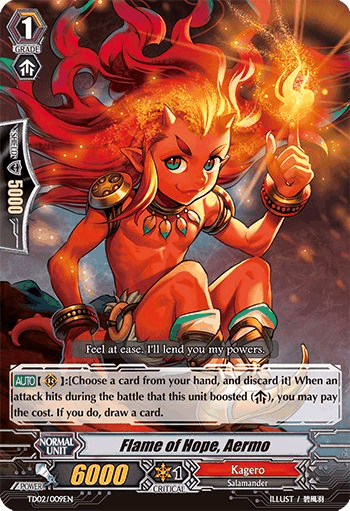 1
GRADE
SHIELD
5000
Feel at ease. I'll lend you my powers.
AUTO [ ]:[Choose a card from your hand, and discard it] When an
attack hits during the battle that this unit boosted ( ), you may pay
the cost. If you do, draw a card.
NORMAL
UNIT
Flame of Hope, Aermo
POWER
6000
1
CRITICAL
Kagero
Salamander
TD02/009EN
ILLUST / 碧風羽